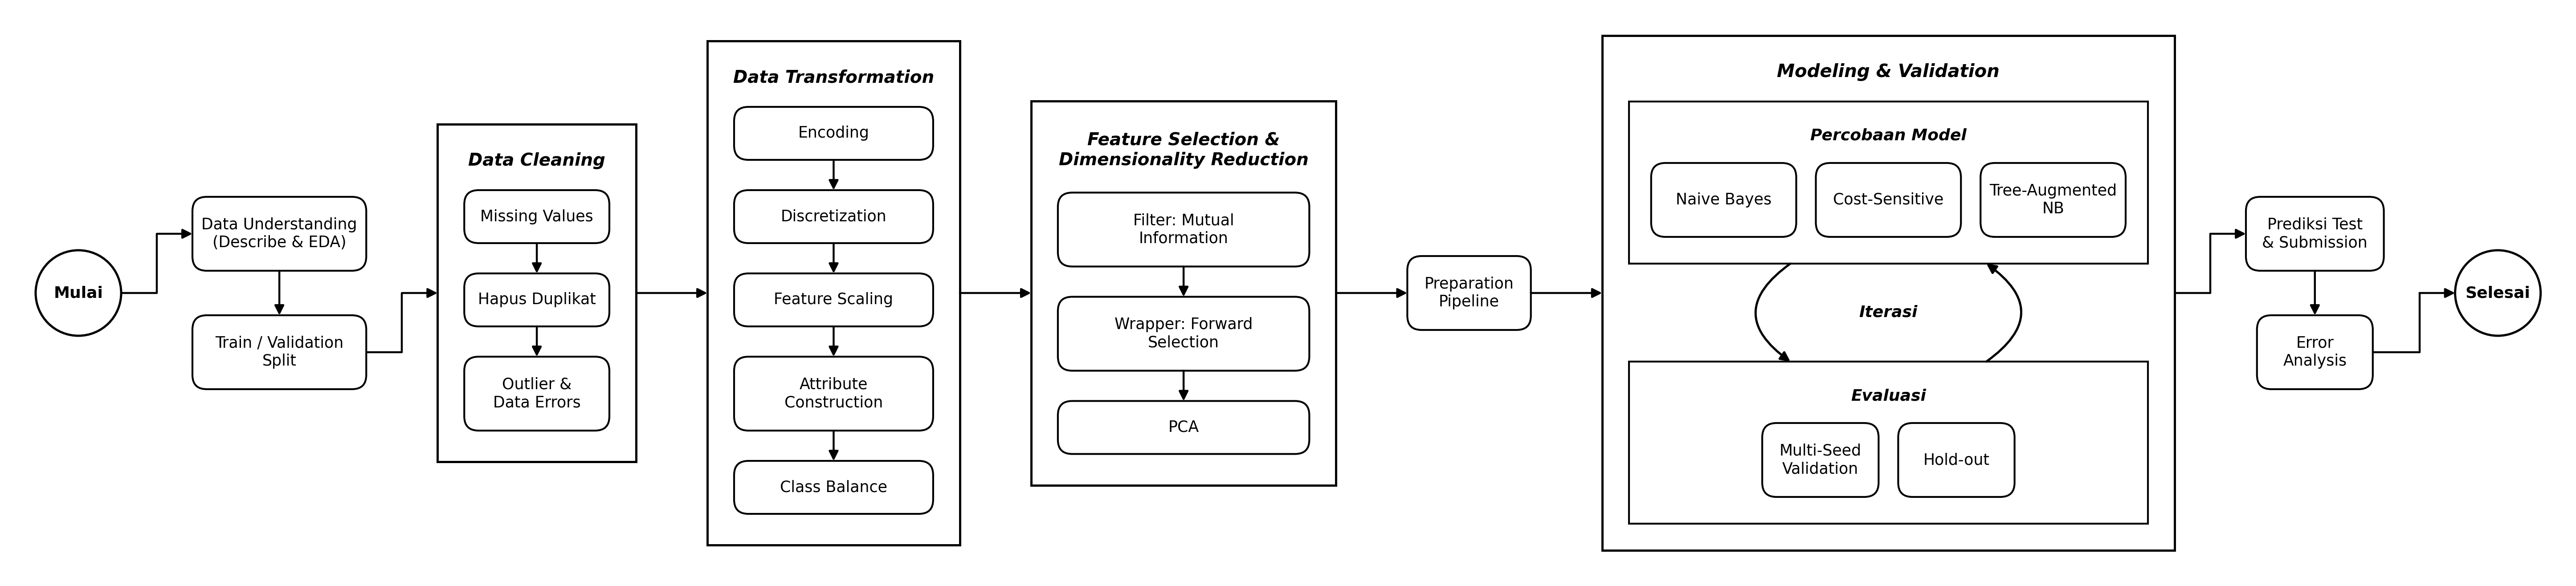 Mulai
Data Understanding
(Describe & EDA)
Train / Validation
Split
Data Cleaning
Missing Values
Hapus Duplikat
Outlier &
Data Errors
Data Transformation
Encoding
Discretization
Feature Scaling
Attribute
Construction
Class Balance
Feature Selection &
Dimensionality Reduction
Filter: Mutual
Information
Wrapper: Forward
Selection
PCA
Preparation
Pipeline
Modeling & Validation
Percobaan Model
Naive Bayes
Cost-Sensitive
Tree-Augmented
NB
Iterasi
Evaluasi
Multi-Seed
Validation
Hold-out
Prediksi Test
& Submission
Error
Analysis
Selesai